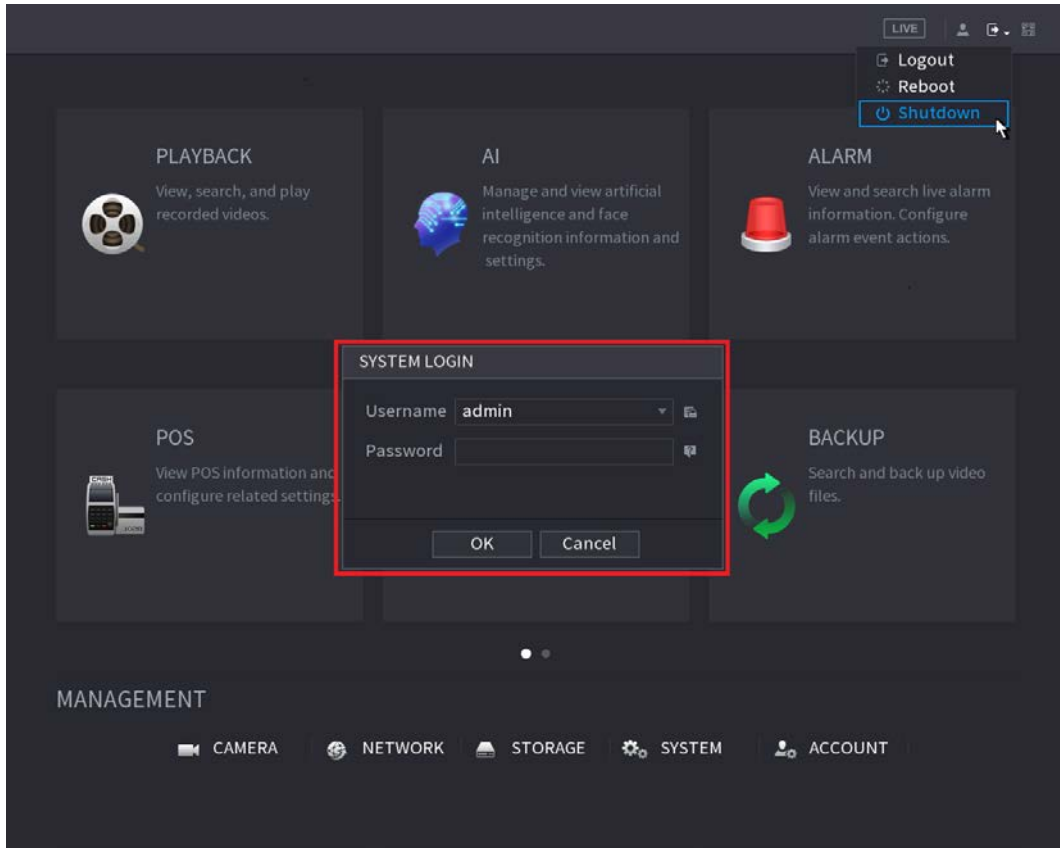 LIVE
Logout
Reboot
Shutdown
PLAYBACK
View, search, and play
recorded videos.
AI
Manage and view artificial
intelligence and face
recognition information and
settings.
ALARM
View and search live alarm
information. Configure
alarm event actions.
SYSTEM LOGIN
Username admin
Password
OK Cancel
POS
View POS information and
configure related settings.
BACKUP
Search and back up video
files.
MANAGEMENT
CAMERA NETWORK STORAGE SYSTEM ACCOUNT